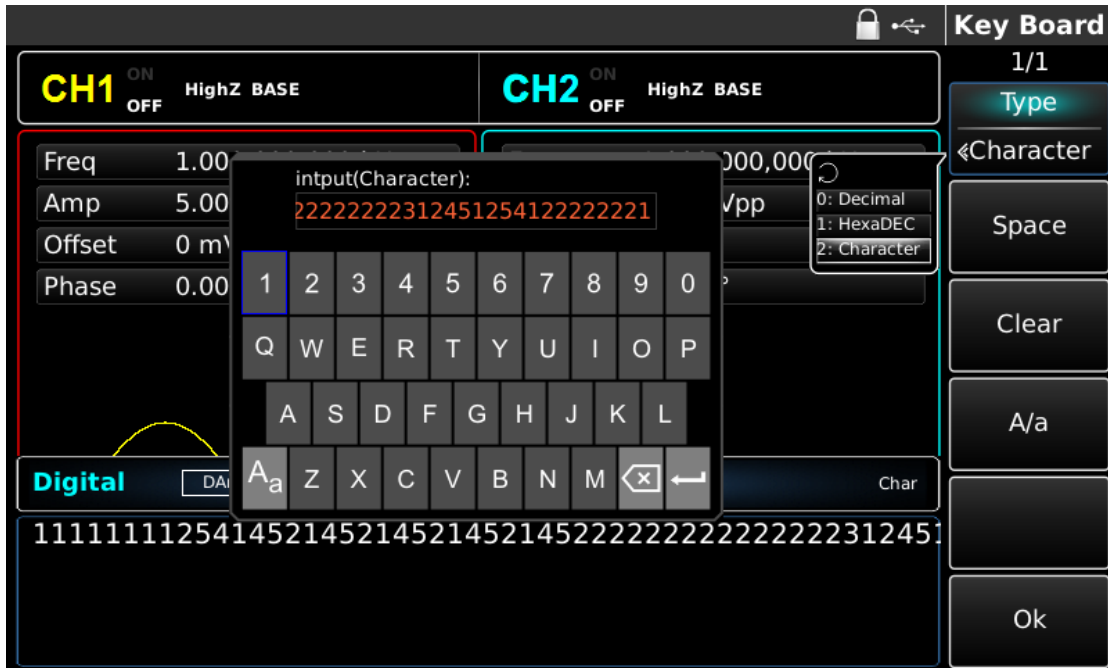 Key Board
1/1
CH1 ON OFF HighZ BASE
CH2 ON OFF HighZ BASE
Type
«Character
Freq 1.00
000,000
Amp 5.00
Vpp
Offset 0 mV
Phase 0.00
°
intput(Character):
222222223124512541222222221
0: Decimal
1: HexaDEC
2: Character
1 2 3 4 5 6 7 8 9 0
Q W E R T Y U I O P
A S D F G H J K L
Aa Z X C V B N M
Space
Clear
A/a
Ok
Digital
Char